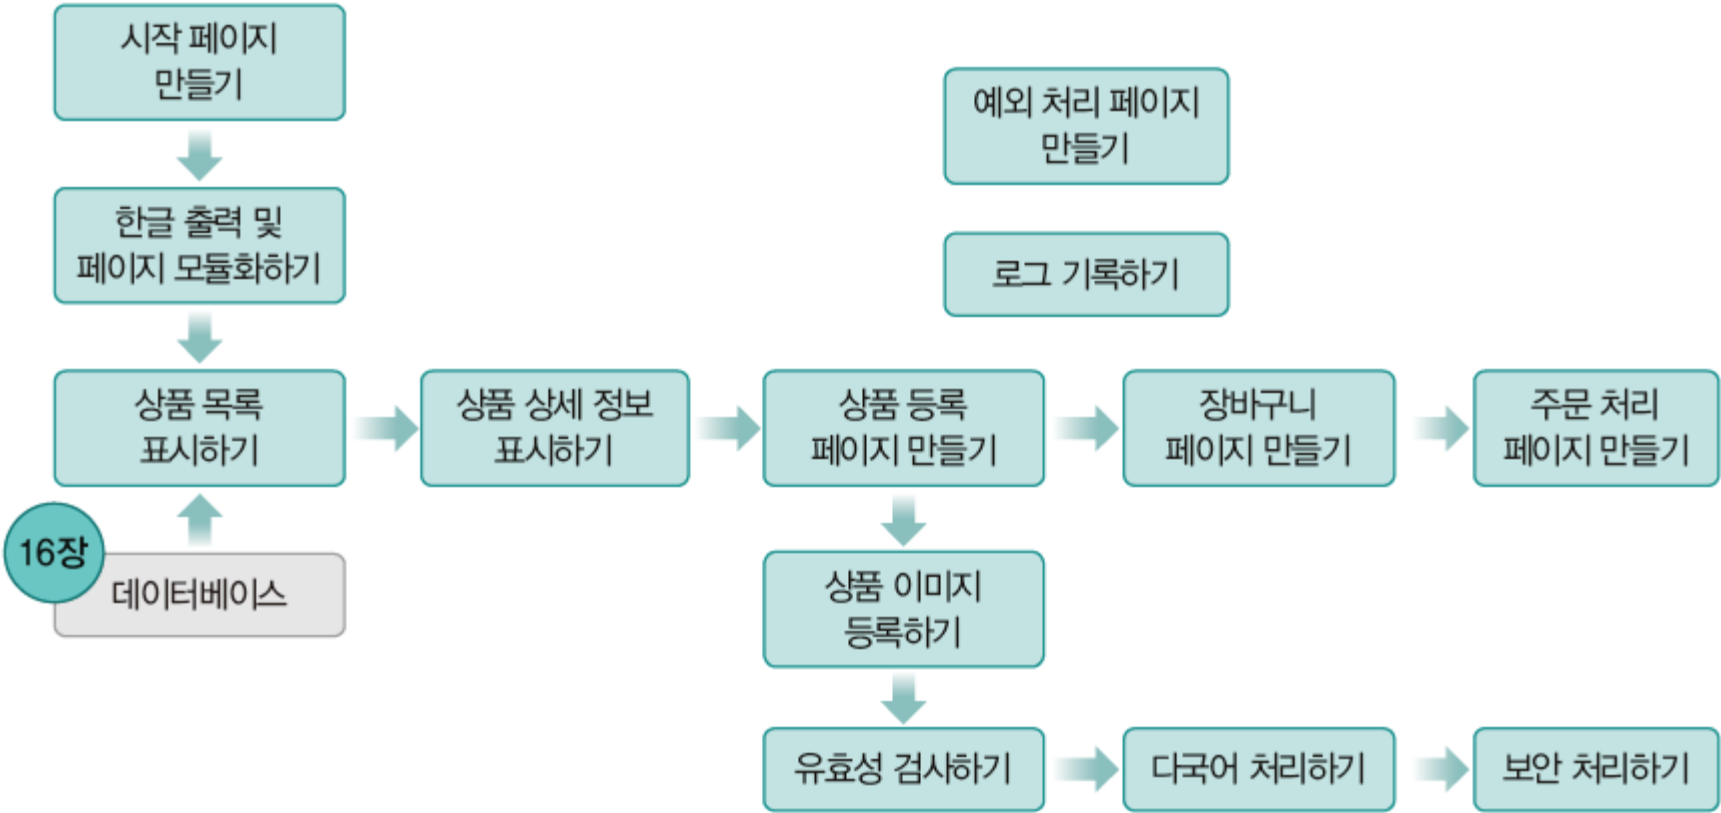 시작 페이지
만들기
예외 처리 페이지
만들기
한글 출력 및
페이지 모듈화하기
로그 기록하기
상품 목록
표시하기
상품 상세 정보
표시하기
상품 등록
페이지 만들기
장바구니
페이지 만들기
주문 처리
페이지 만들기
16장
데이터베이스
상품 이미지
등록하기
유효성 검사하기
다국어 처리하기
보안 처리하기